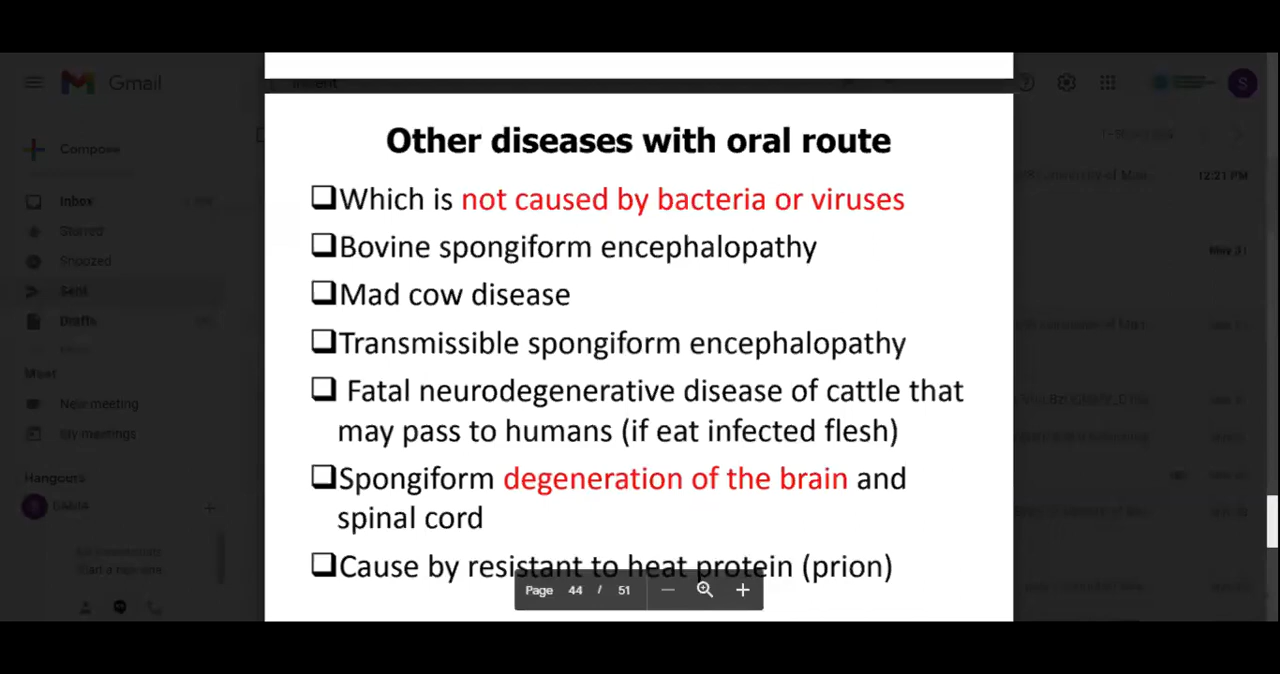 Gmail
Compose
Inbox
Starred
Snoozed
Sent
Drafts
Meet
New meeting
My meetings
Hangouts
S
12:21 PM
Other diseases with oral route
Which is not caused by bacteria or viruses
Bovine spongiform encephalopathy
Mad cow disease
Transmissible spongiform encephalopathy
Fatal neurodegenerative disease of cattle that
may pass to humans (if eat infected flesh)
Spongiform degeneration of the brain and
spinal cord
Cause by resistant to heat protein (prion)
Page 44 / 51